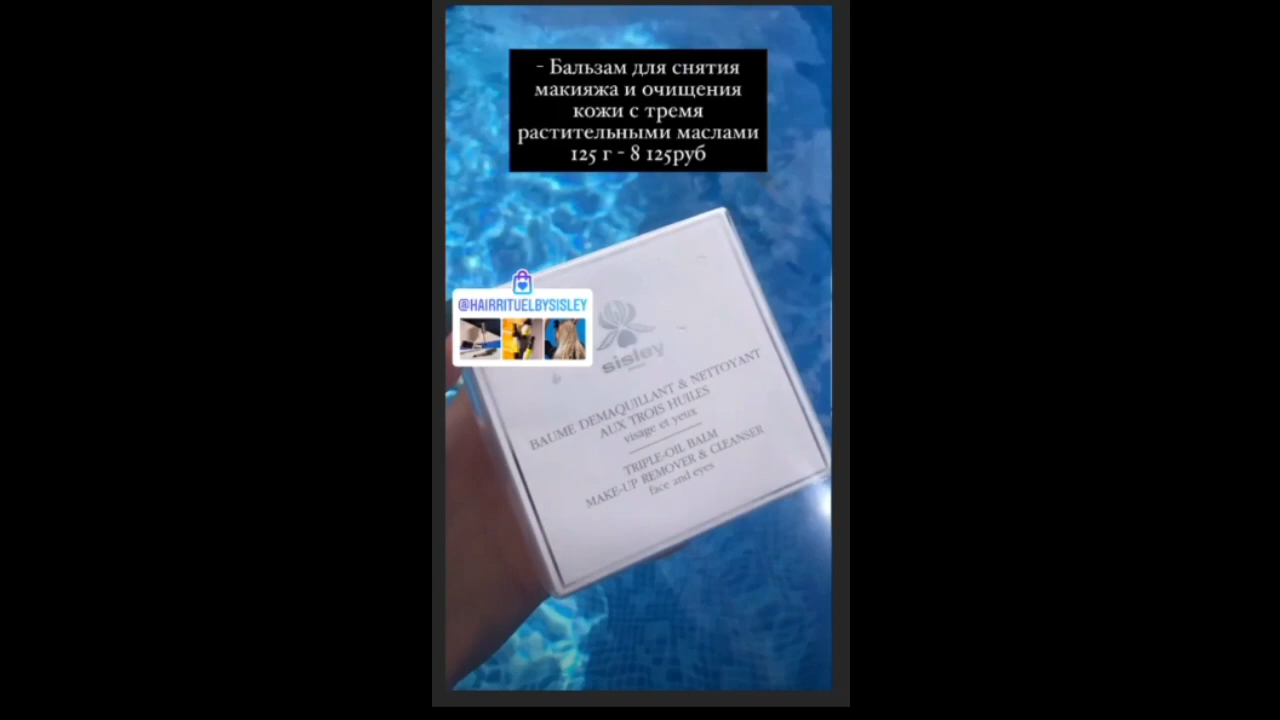 - Бальзам для снятия
макияжа и очищения
кожи с тремя
растительными маслами
125 г - 8 125руб
@HAIRRITUELBYSISLEY
sisley
BAUME DEMAQUILLANT & NETTOYANT
AUX TROIS HUILES
visage et yeux
TRIPLE-OIL BALM
MAKE-UP REMOVER & CLEANSER
face and eyes